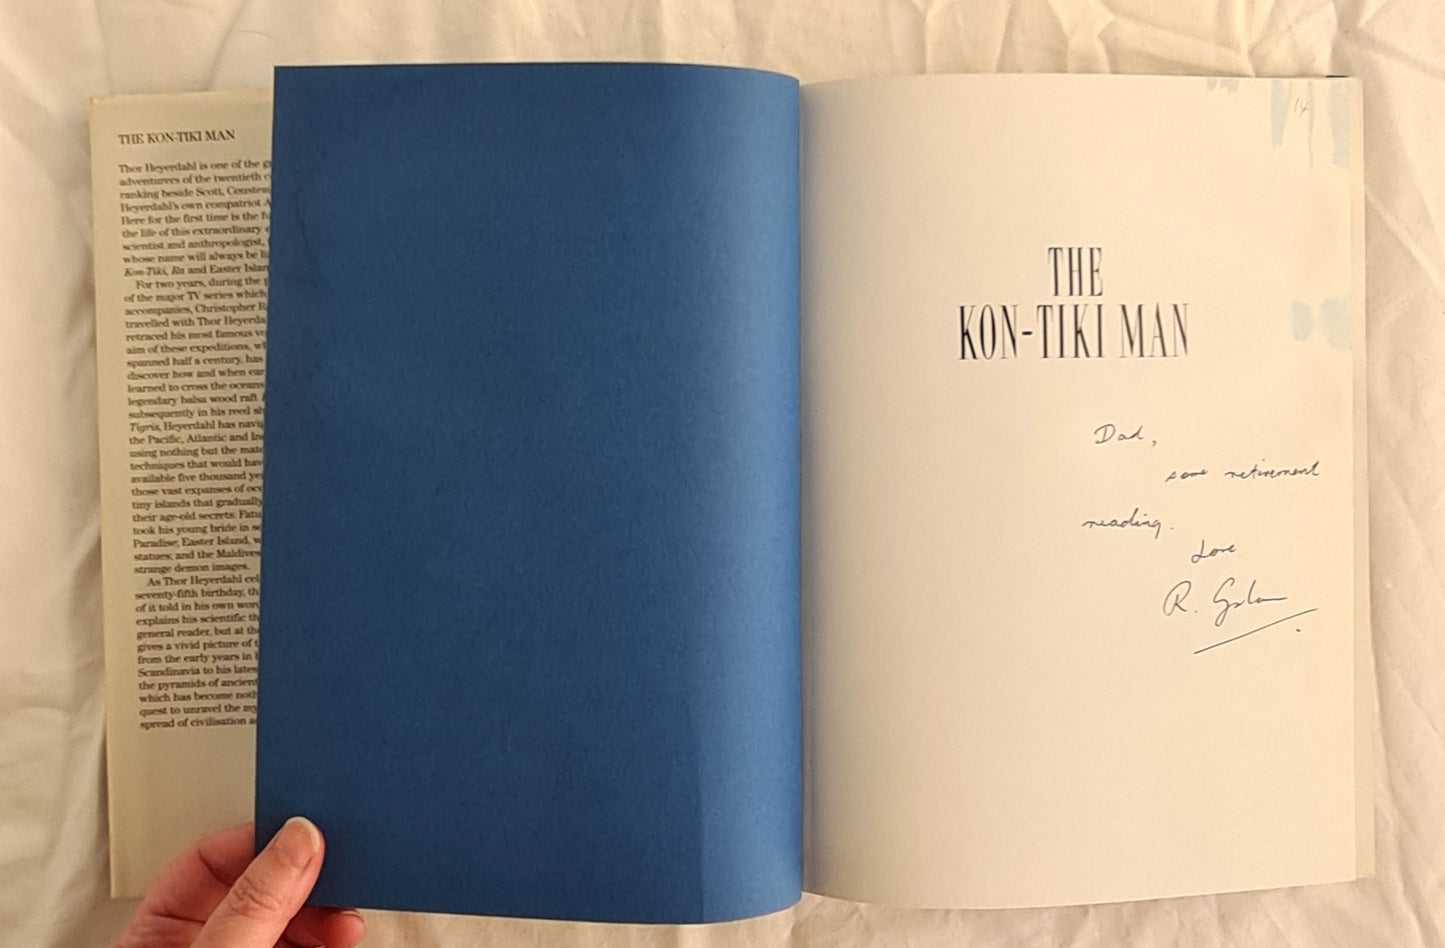 THE KON-TIKI MAN
Thor Heyerdahl is one of the
adventurers of the twentieth
ranking beside Scott,
Heyerdahl's own compatriot
Here for the first time is the
the life of this extraordinary
scientist and anthropologist,
whose name will always be
Kon-Tiki, Ra and Easter
For two years, during the
of the major TV series which
accompanies, Christopher
travelled with Thor
retraced his most famous
aim of these expeditions,
spanned half a century, has
discover how and when
learned to cross the oceans
legendary balsa wood raft
subsequently in his reed
Tigris, Heyerdahl has
the Pacific, Atlantic and
using nothing but the
techniques that would
available five thousand
those vast expanses of
tiny islands that gradually
their age-old secrets:
took his young bride in
Paradise, Easter Island,
statues; and the Maldives
strange demon images.
As Thor Heyerdahl
seventy-fifth birthday,
of it told in his own
explains his scientific
general reader, but at
gives a vivid picture of
from the early years in
Scandinavia to his
the pyramids of ancient
which has become
quest to unravel the
spread of civilisation
14
THE
KON-TIKI MAN
Dad,
some retirement
reading.
Love
R.